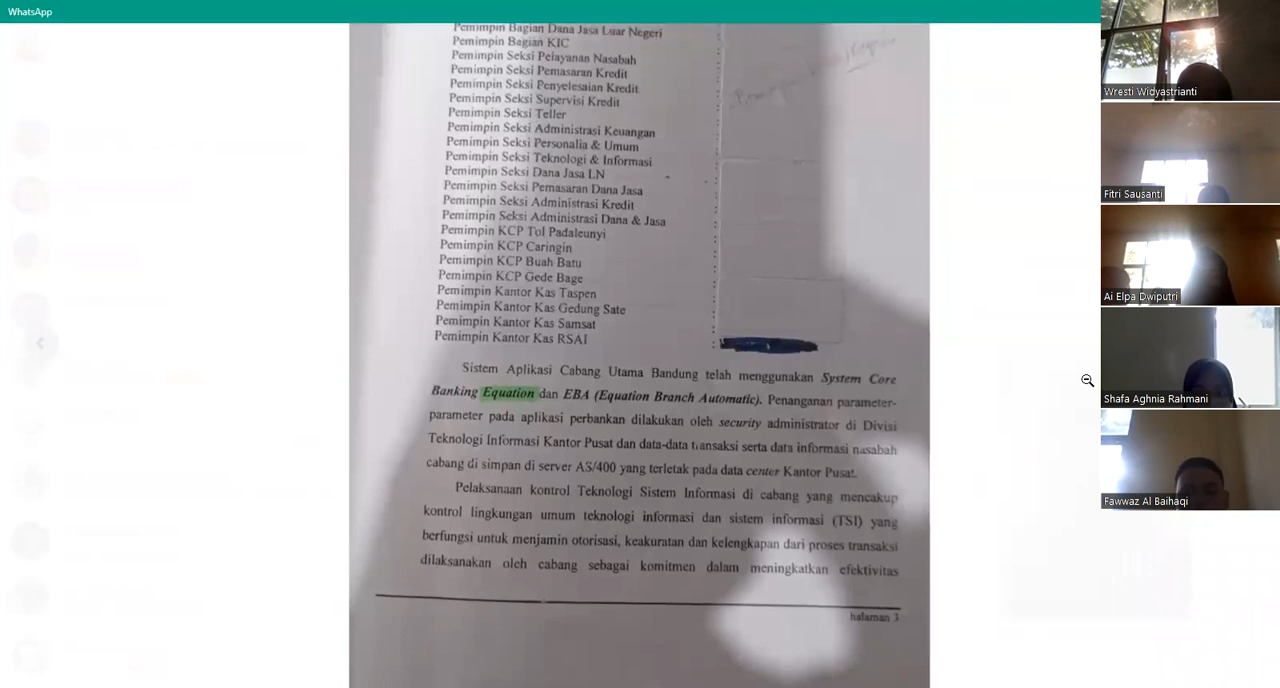 WhatsApp
Pemimpin Bagian Dana Jasa Luar Negeri
Pemimpin Bagian KIC
Pemimpin Seksi Pelayanan Nasabah
Pemimpin Seksi Pemasaran Kredit
Pemimpin Seksi Penyelesaian Kredit
Pemimpin Seksi Supervisi Kredit
Pemimpin Seksi Teller
Pemimpin Seksi Administrasi Keuangan
Pemimpin Seksi Personalia & Umum
Pemimpin Seksi Teknologi & Informasi
Pemimpin Seksi Dana Jasa LN
Pemimpin Seksi Pemasaran Dana Jasa
Pemimpin Seksi Administrasi Kredit
Pemimpin Seksi Administrasi Dana & Jasa
Pemimpin KCP Tol Padaleunyi
Pemimpin KCP Caringin
Pemimpin KCP Buah Batu
Pemimpin KCP Gede Bage
Pemimpin Kantor Kas Taspen
Pemimpin Kantor Kas Gedung Sate
Pemimpin Kantor Kas Samsat
Pemimpin Kantor Kas RSAI :
Sistem Aplikasi Cabang Utama Bandung telah menggunakan System Core
Banking Equation dan EBA (Equation Branch Automatic). Penanganan parameter-
parameter pada aplikasi perbankan dilakukan oleh security administrator di Divisi
Teknologi Informasi Kantor Pusat dan data-data transaksi serta data informasi nasabah
cabang di simpan di server AS/400 yang terletak pada data center Kantor Pusat.
Pelaksanaan kontrol Teknologi Sistem Informasi di cabang yang mencakup
kontrol lingkungan umum teknologi informasi dan sistem informasi (TSI) yang
berfungsi untuk menjamin otorisasi, keakuratan dan kelengkapan dari proses transaksi
dilaksanakan oleh cabang sebagai komitmen dalam meningkatkan efektivitas
halaman 3
Wresti Widyastrianti
Fitri Sausanti
Ai Elpa Dwiputri
Shafa Aghnia Rahmani
Fawwaz Al Baihaqi